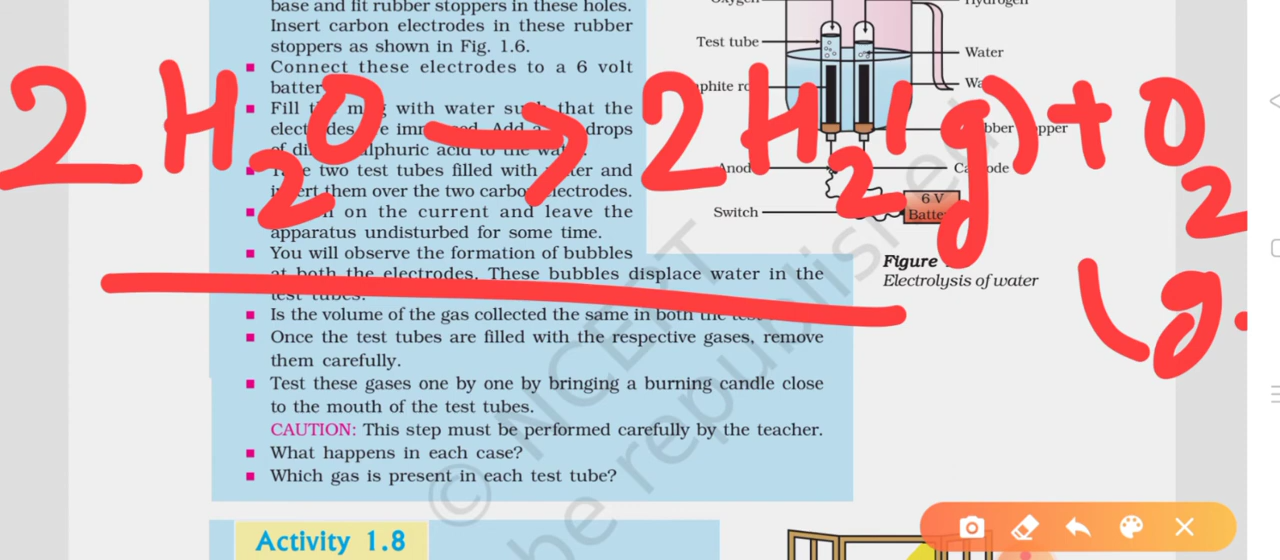 base and fit rubber stoppers in these holes.
Insert carbon electrodes in these rubber
stoppers as shown in Fig. 1.6.
■ Connect these electrodes to a 6 volt
■ Fill with water that the
drops
two test tubes filled with and
them over the two
■ on the current and leave the
apparatus undisturbed for some time.
■ You will observe the formation of bubbles
at both the electrodes. These bubbles displace water in the
test tubes.
■ Is the volume of the gas collected the same in both the
■ Once the test tubes are filled with the respective gases, remove
them carefully.
■ Test these gases one by one by bringing a burning candle close
to the mouth of the test tubes.
CAUTION: This step must be performed carefully by the teacher.
■ What happens in each case?
■ Which gas is present in each test tube?
Activity 1.8
Oxygen
Hydrogen
Test tube
Water
Switch
6 V
Figure
Electrolysis of water
2H2O → 2H2(g) + O2
(g.
© NCERT
be republished